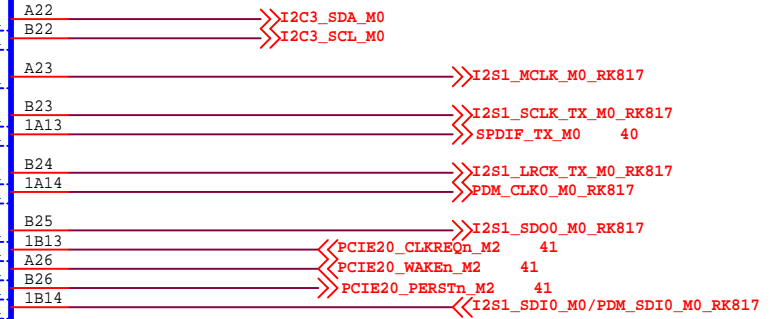 A22 I2C3_SDA_M0
B22 I2C3_SCL_M0
A23 I2S1_MCLK_M0_RK817
B23 I2S1_SCLK_TX_M0_RK817
1A13 SPDIF_TX_M0 40
B24 I2S1_LRCK_TX_M0_RK817
1A14 PDM_CLK0_M0_RK817
B25 I2S1_SDO0_M0_RK817
1B13 PCIE20_CLKREQn_M2 41
A26 PCIE20_WAKEn_M2 41
B26 PCIE20_PERSTn_M2 41
1B14 I2S1_SDI0_M0/PDM_SDI0_M0_RK817